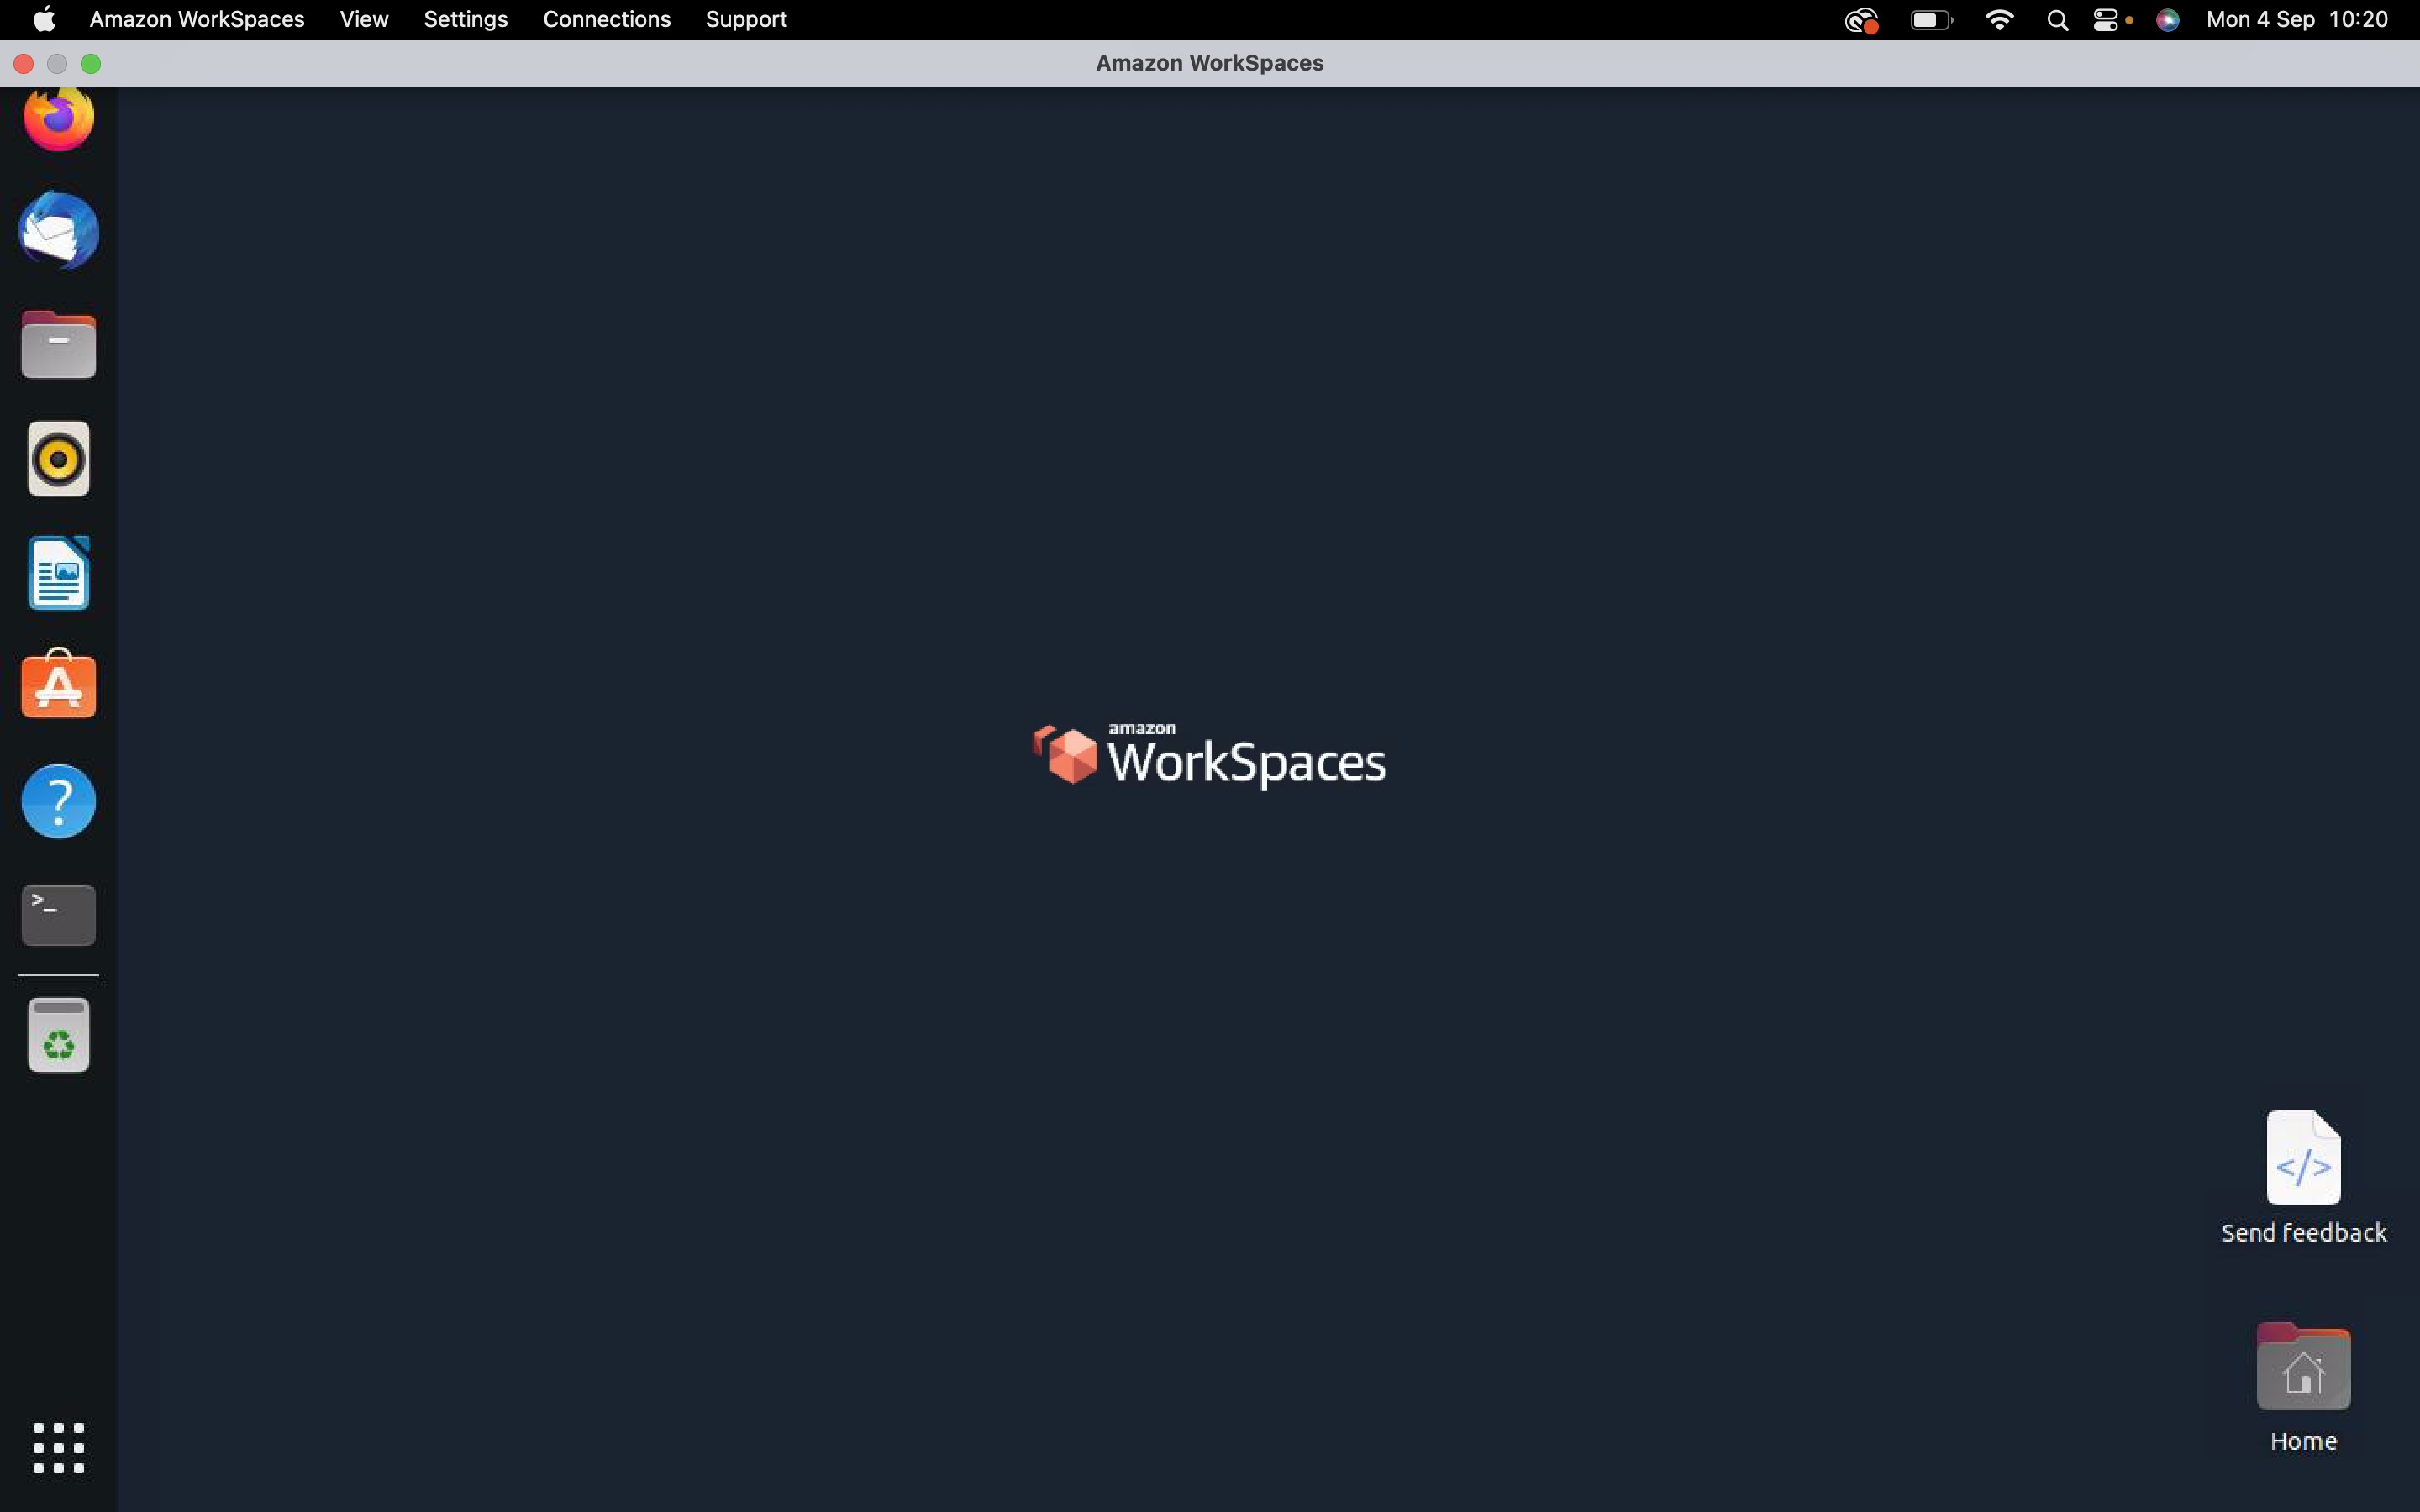 Amazon WorkSpaces View Settings Connections Support Mon 4 Sep 10:20
Amazon WorkSpaces
amazon
WorkSpaces
>_
</>
Send feedback
Home